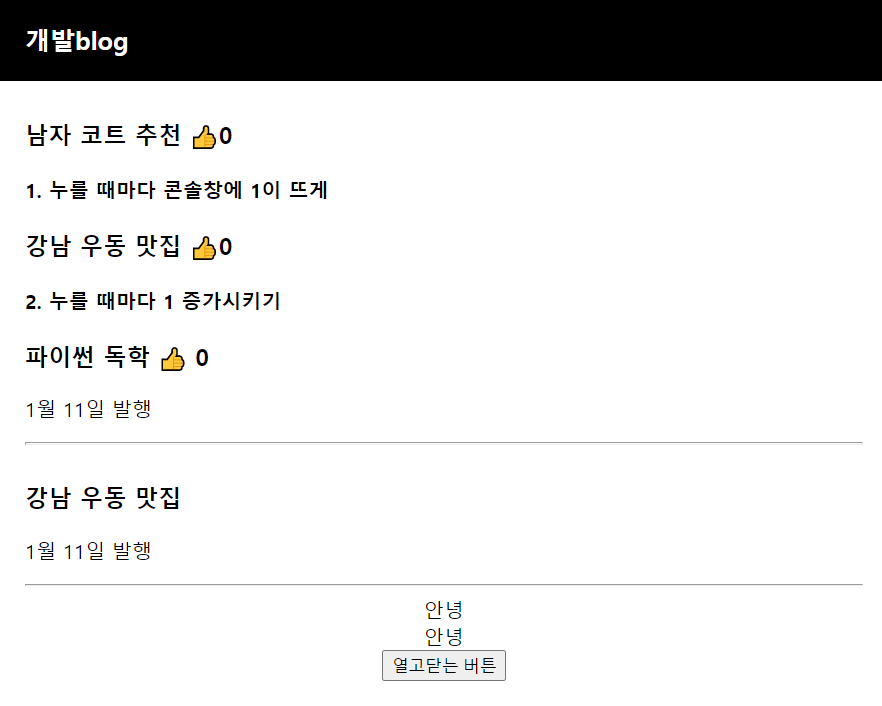 개발blog
남자 코트 추천 👍0
1. 누를 때마다 콘솔창에 1이 뜨게
강남 우동 맛집 👍0
2. 누를 때마다 1 증가시키기
파이썬 독학 👍 0
1월 11일 발행
강남 우동 맛집
1월 11일 발행
안녕
안녕
열고닫는 버튼